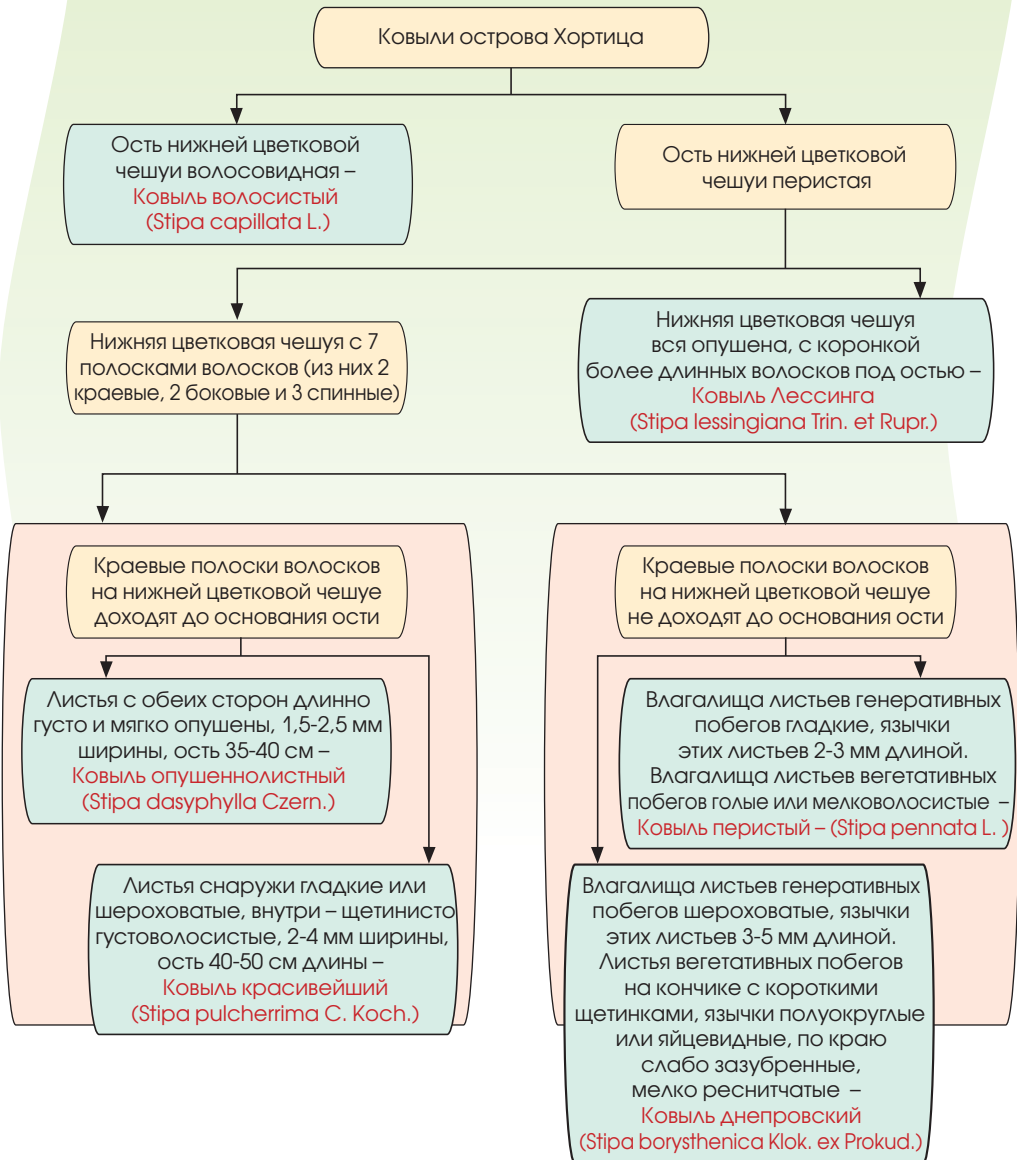 Ковыли острова Хортица
Ость нижней цветковой
чешуи волосовидная –
Ковыль волосистый
(Stipa capillata L.)
Ость нижней цветковой
чешуи перистая
Нижняя цветковая чешуя с 7
полосками волосков (из них 2
краевые, 2 боковые и 3 спинные)
Нижняя цветковая чешуя
вся опушена, с коронкой
более длинных волосков под остью –
Ковыль Лессинга
(Stipa lessingiana Trin. et Rupr.)
Краевые полоски волосков
на нижней цветковой чешуе
доходят до основания ости
Листья с обеих сторон длинно
густо и мягко опушены, 1,5-2,5 мм
ширины, ость 35-40 см –
Ковыль опушеннолистный
(Stipa dasyphylla Czern.)
Листья снаружи гладкие или
шероховатые, внутри – щетинисто
густоволосистые, 2-4 мм ширины,
ость 40-50 см длины –
Ковыль красивейший
(Stipa pulcherrima C. Koch.)
Краевые полоски волосков
на нижней цветковой чешуе
не доходят до основания ости
Влагалища листьев генеративных
побегов гладкие, язычки
этих листьев 2-3 мм длиной.
Влагалища листьев вегетативных
побегов голые или мелковолосистые –
Ковыль перистый – (Stipa pennata L. )
Влагалища листьев генеративных
побегов шероховатые, язычки
этих листьев 3-5 мм длиной.
Листья вегетативных побегов
на кончике с короткими
щетинками, язычки полуокруглые
или яйцевидные, по краю
слабо зазубренные,
мелко реснитчатые –
Ковыль днепровский
(Stipa borysthenica Klok. ex Prokud.)